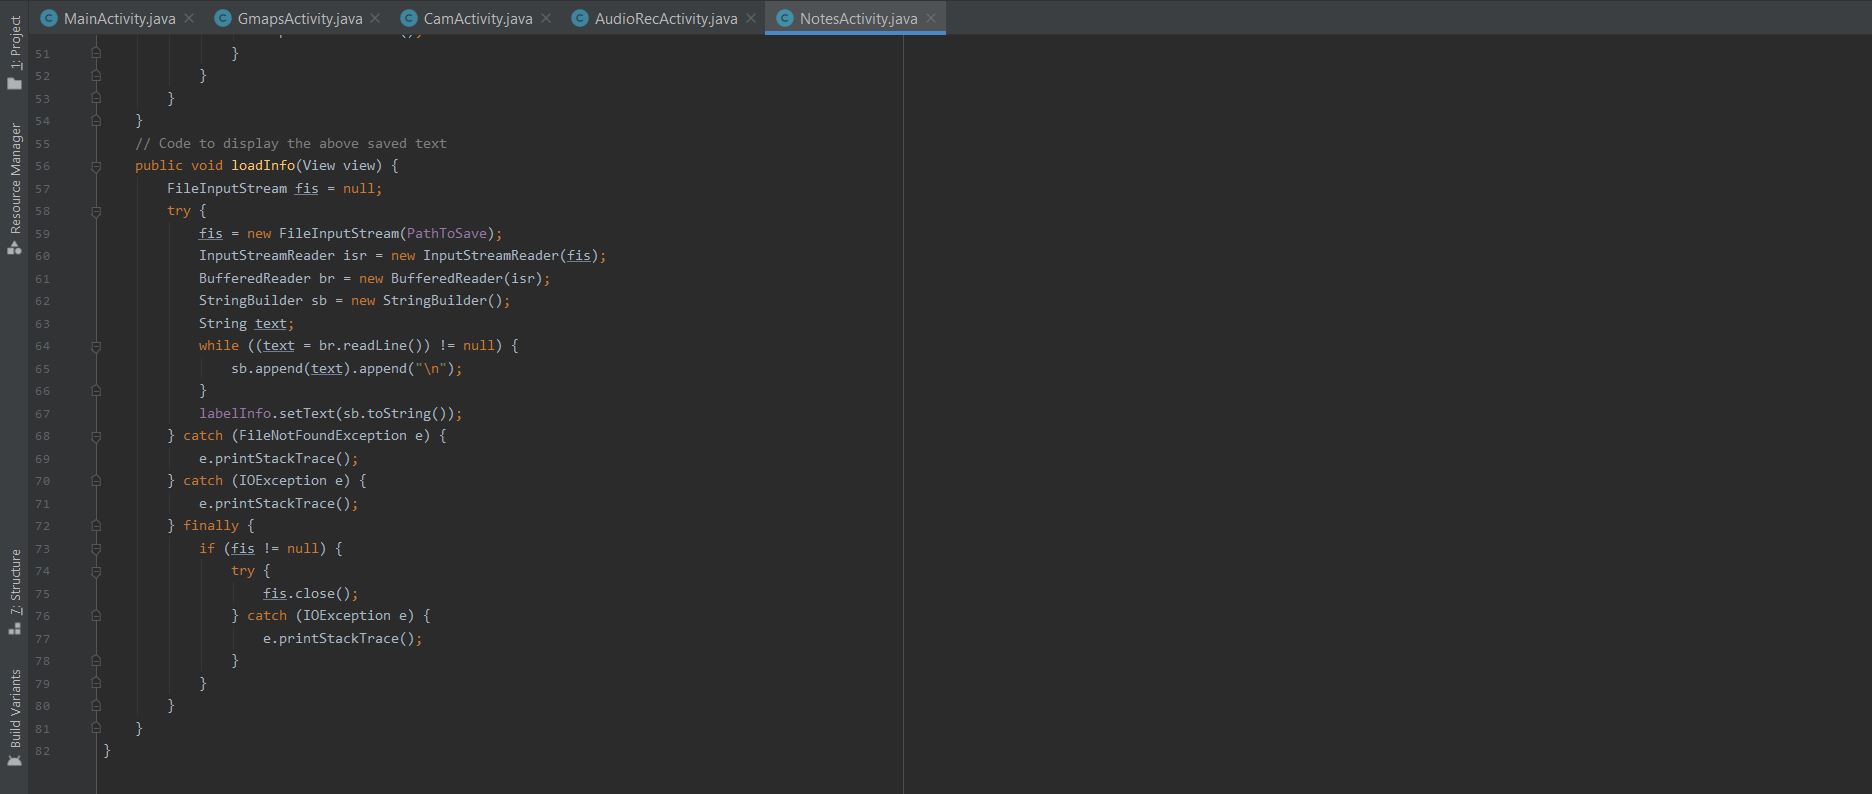 MainActivity.java GmapsActivity.java CamActivity.java AudioRecActivity.java NotesActivity.java
1: Project
Resource Manager
7: Structure
Build Variants
51 }
52 }
53 }
54 }
55 // Code to display the above saved text
56 public void loadInfo(View view) {
57 FileInputStream fis = null;
58 try {
59 fis = new FileInputStream(PathToSave);
60 InputStreamReader isr = new InputStreamReader(fis);
61 BufferedReader br = new BufferedReader(isr);
62 StringBuilder sb = new StringBuilder();
63 String text;
64 while ((text = br.readLine()) != null) {
65 sb.append(text).append("\n");
66 }
67 labelInfo.setText(sb.toString());
68 } catch (FileNotFoundException e) {
69 e.printStackTrace();
70 } catch (IOException e) {
71 e.printStackTrace();
72 } finally {
73 if (fis != null) {
74 try {
75 fis.close();
76 } catch (IOException e) {
77 e.printStackTrace();
78 }
79 }
80 }
81 }
82 }